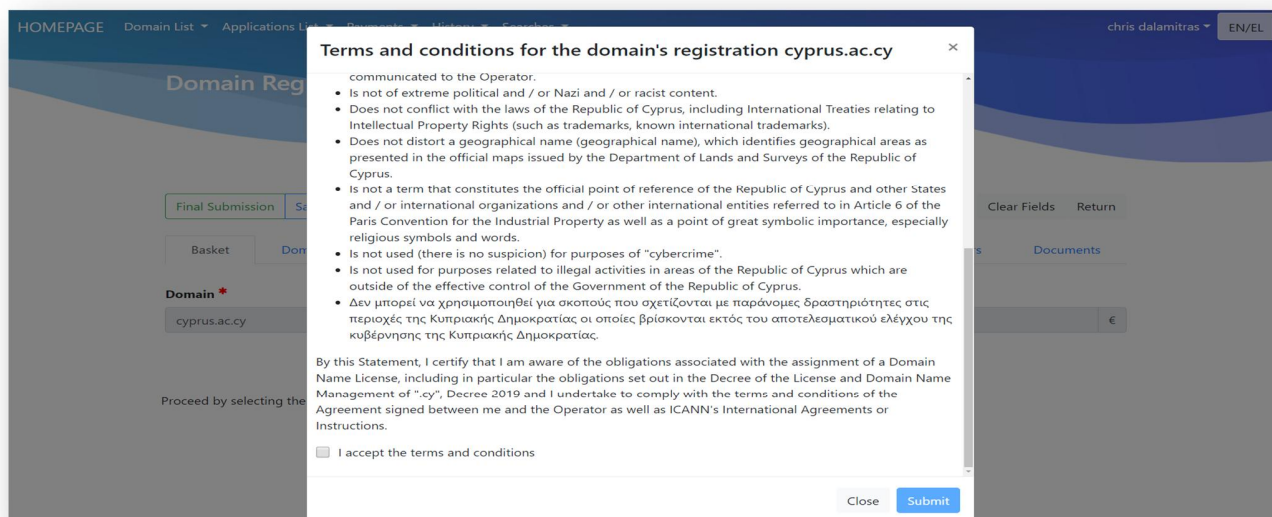 HOMEPAGE Domain List Applications List Payments History Searches chris dalamitras EN/EL
Terms and conditions for the domain's registration cyprus.ac.cy ×
Domain Reg
communicated to the Operator.
• Is not of extreme political and / or Nazi and / or racist content.
• Does not conflict with the laws of the Republic of Cyprus, including International Treaties relating to
Intellectual Property Rights (such as trademarks, known international trademarks).
• Does not distort a geographical name (geographical name), which identifies geographical areas as
presented in the official maps issued by the Department of Lands and Surveys of the Republic of
Cyprus.
• Is not a term that constitutes the official point of reference of the Republic of Cyprus and other States
and / or international organizations and / or other international entities referred to in Article 6 of the
Paris Convention for the Industrial Property as well as a point of great symbolic importance, especially
religious symbols and words.
• Is not used (there is no suspicion) for purposes of "cybercrime".
• Is not used for purposes related to illegal activities in areas of the Republic of Cyprus which are
outside of the effective control of the Government of the Republic of Cyprus.
• Δεν μπορεί να χρησιμοποιηθεί για σκοπούς που σχετίζονται με παράνομες δραστηριότητες στις
περιοχές της Κυπριακής Δημοκρατίας οι οποίες βρίσκονται εκτός του αποτελεσματικού ελέγχου της
κυβέρνησης της Κυπριακής Δημοκρατίας.
By this Statement, I certify that I am aware of the obligations associated with the assignment of a Domain
Name License, including in particular the obligations set out in the Decree of the License and Domain Name
Management of ".cy", Decree 2019 and I undertake to comply with the terms and conditions of the
Agreement signed between me and the Operator as well as ICANN's International Agreements or
Instructions.
I accept the terms and conditions
Close Submit
Final Submission Sa Clear Fields Return
Basket Dom s Documents
Domain *
cyprus.ac.cy €
Proceed by selecting the